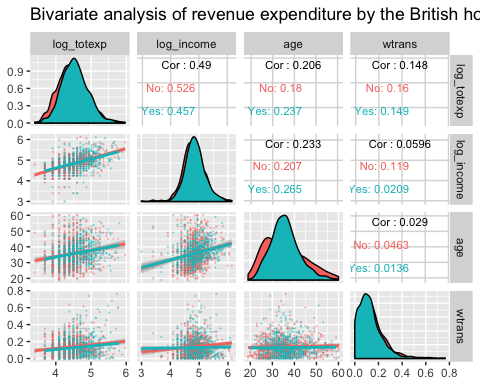 Bivariate analysis of revenue expenditure by the British ho
log_totexp log_income age wtrans
0.9
0.6
0.3
0.0
Cor : 0.49
No: 0.526
Yes: 0.457
Cor : 0.206
No: 0.18
Yes: 0.237
Cor : 0.148
No: 0.16
Yes: 0.149
log_totexp
6
5
4
3
Cor : 0.233
No: 0.207
Yes: 0.265
Cor : 0.0596
No: 0.119
Yes: 0.0209
log_income
60
50
40
30
20
Cor : 0.029
No: 0.0463
Yes: 0.0136
age
0.8
0.6
0.4
0.2
0.0
wtrans
4 5 6 3 4 5 6 20 30 40 50 60 0.0 0.2 0.4 0.6 0.8